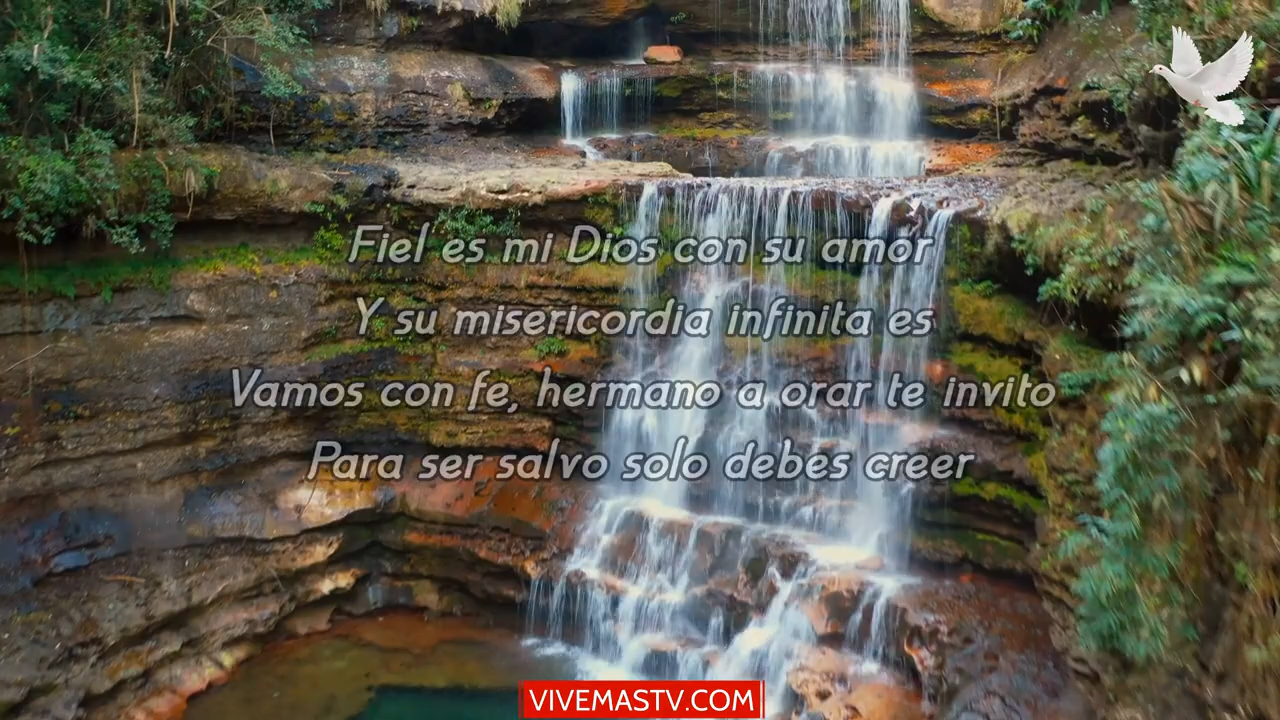 Fiel es mi Dios con su amor
Y su misericordia infinita es
Vamos con fe, hermano a orar te invito
Para ser salvo solo debes creer
VIVEMASTV.COM